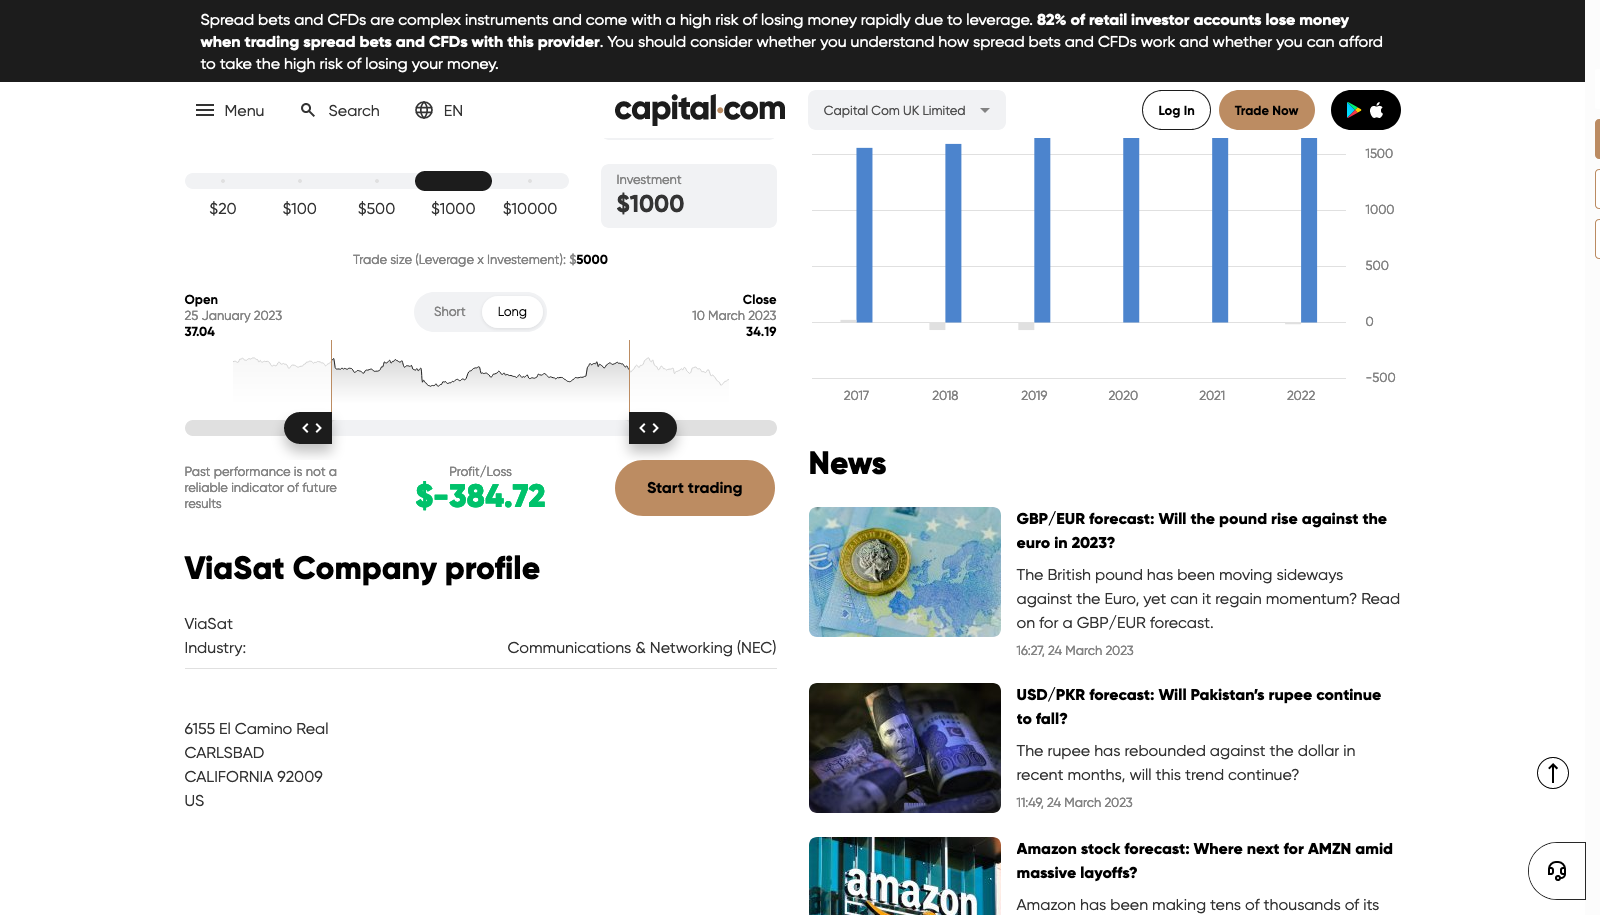 Spread bets and CFDs are complex instruments and come with a high risk of losing money rapidly due to leverage. 82% of retail investor accounts lose money
when trading spread bets and CFDs with this provider. You should consider whether you understand how spread bets and CFDs work and whether you can afford
to take the high risk of losing your money.
Menu
Search
EN
capital.com
Capital Com UK Limited
Log In
Trade Now
$20
$100
$500
$1000
$10000
Investment
$1000
Trade size (Leverage x Investement): $5000
Open
25 January 2023
37.04
Short
Long
Close
10 March 2023
34.19
Past performance is not a
reliable indicator of future
results
Profit/Loss
$-384.72
Start trading
ViaSat Company profile
ViaSat
Industry:
Communications & Networking (NEC)
6155 El Camino Real
CARLSBAD
CALIFORNIA 92009
US
1500
1000
500
0
-500
2017
2018
2019
2020
2021
2022
News
GBP/EUR forecast: Will the pound rise against the
euro in 2023?
The British pound has been moving sideways
against the Euro, yet can it regain momentum? Read
on for a GBP/EUR forecast.
16:27, 24 March 2023
USD/PKR forecast: Will Pakistan's rupee continue
to fall?
The rupee has rebounded against the dollar in
recent months, will this trend continue?
11:49, 24 March 2023
amazon
Amazon stock forecast: Where next for AMZN amid
massive layoffs?
Amazon has been making tens of thousands of its